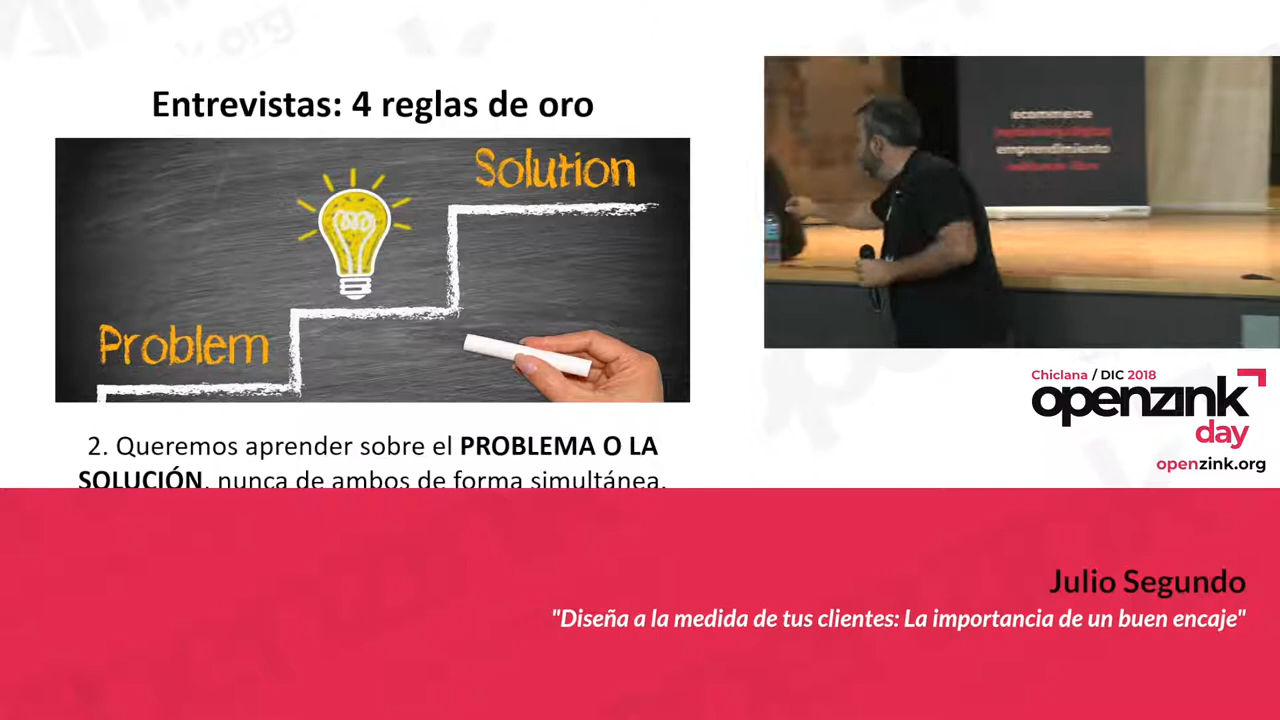 Entrevistas: 4 reglas de oro
Solution
Problem
2. Queremos aprender sobre el PROBLEMA O LA
SOLUCIÓN, nunca de ambos de forma simultánea.
ecommerce
emprendimiento
Chiclana / DIC 2018
openzink
day
openzink.org
Julio Segundo
"Diseña a la medida de tus clientes: La importancia de un buen encaje"